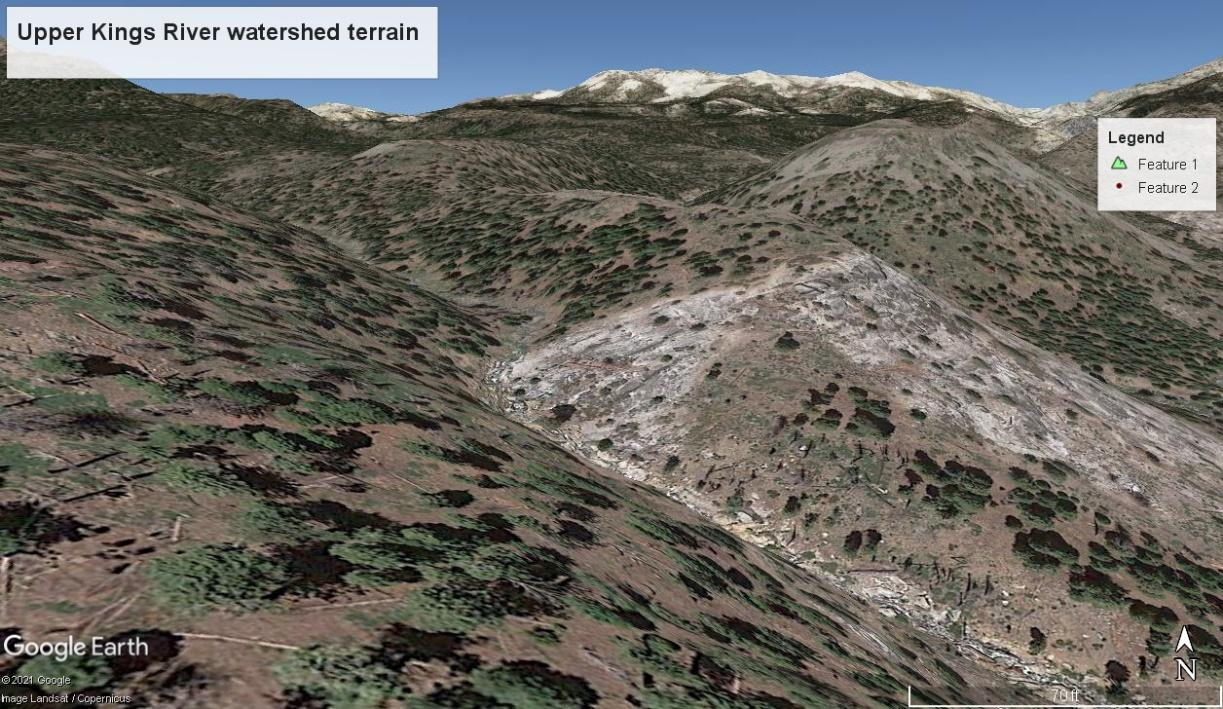 Upper Kings River watershed terrain
Legend
Feature 1
Feature 2
Google Earth
©2021 Google
Image Landsat / Copernicus
N
70 ft